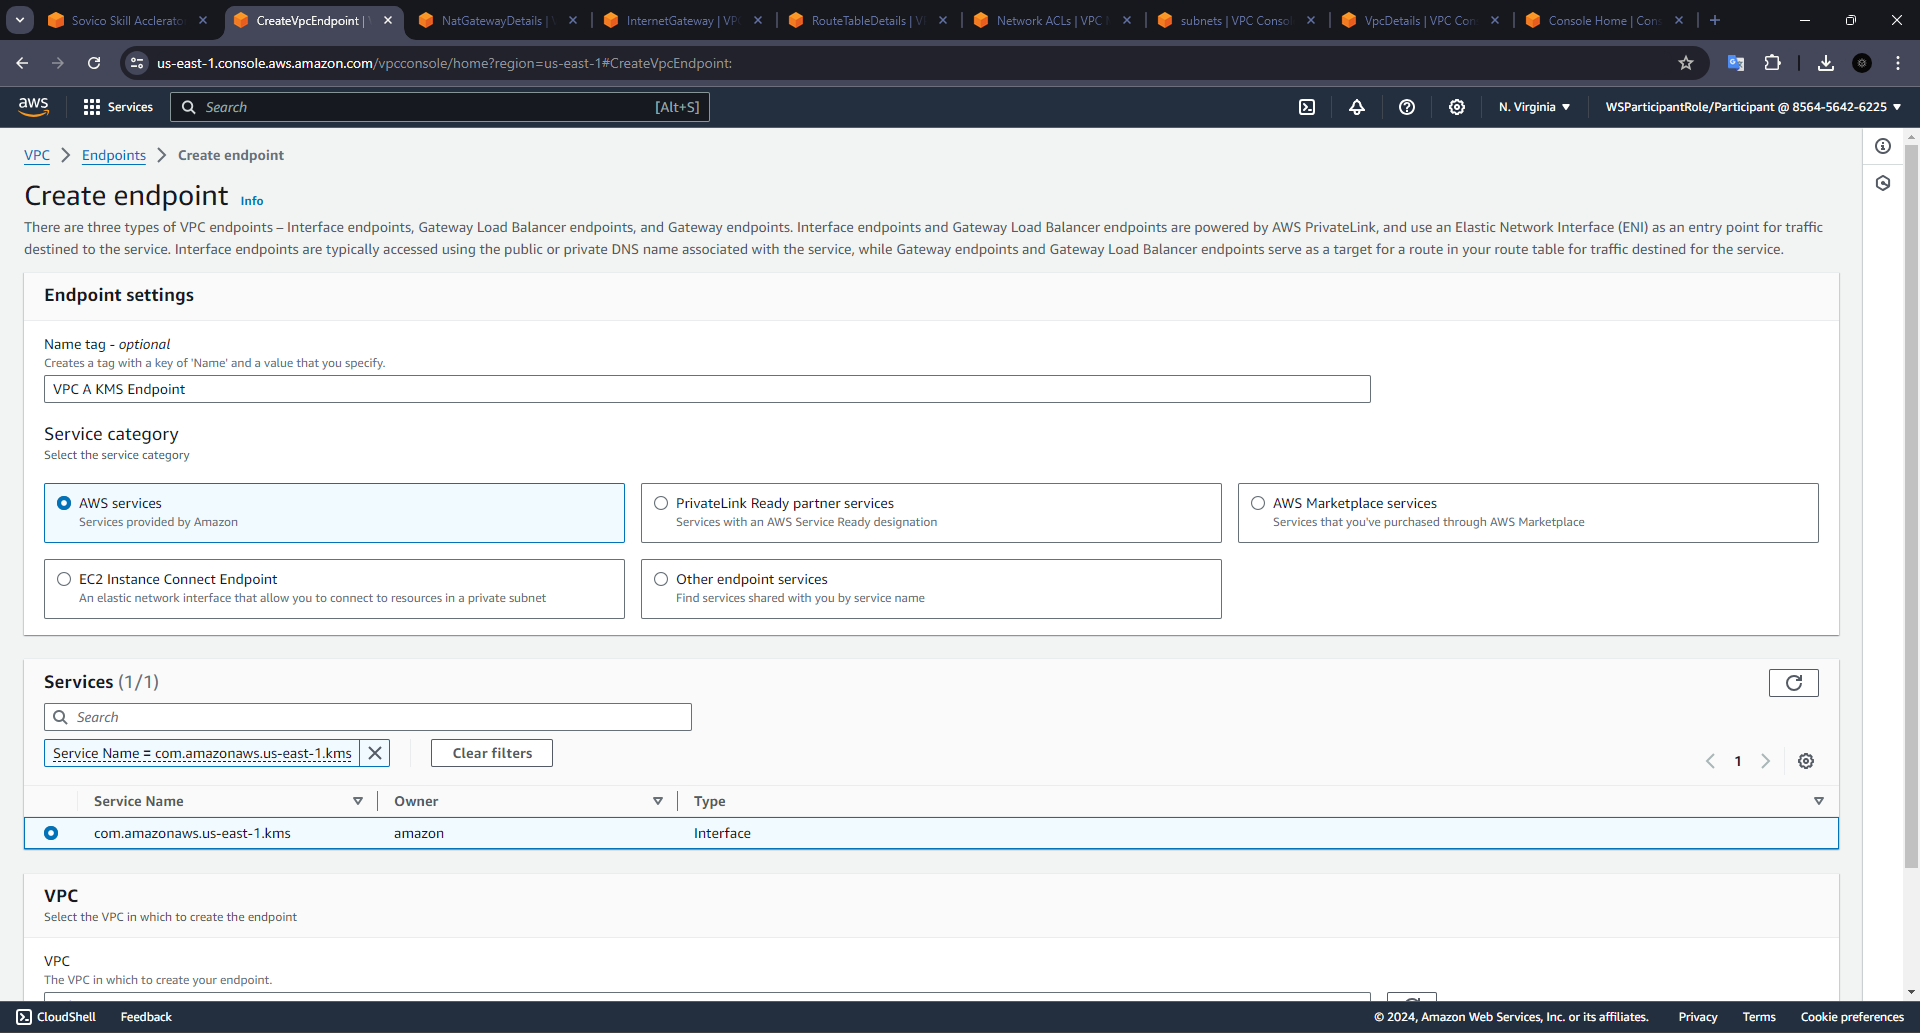 Sovico Skill Acclerato
CreateVpcEndpoint |
NatGatewayDetails |
InternetGateway | VP
RouteTableDetails | V
Network ACLs | VPC
subnets | VPC Conso
VpcDetails | VPC Con
Console Home | Con
us-east-1.console.aws.amazon.com/vpcconsole/home?region=us-east-1#CreateVpcEndpoint:
aws
Services
Search
[Alt+S]
N. Virginia
WSParticipantRole/Participant @ 8564-5642-6225
VPC
Endpoints
Create endpoint
Create endpoint Info
There are three types of VPC endpoints – Interface endpoints, Gateway Load Balancer endpoints, and Gateway endpoints. Interface endpoints and Gateway Load Balancer endpoints are powered by AWS PrivateLink, and use an Elastic Network Interface (ENI) as an entry point for traffic
destined to the service. Interface endpoints are typically accessed using the public or private DNS name associated with the service, while Gateway endpoints and Gateway Load Balancer endpoints serve as a target for a route in your route table for traffic destined for the service.
Endpoint settings
Name tag - optional
Creates a tag with a key of 'Name' and a value that you specify.
VPC A KMS Endpoint
Service category
Select the service category
AWS services
Services provided by Amazon
PrivateLink Ready partner services
Services with an AWS Service Ready designation
AWS Marketplace services
Services that you've purchased through AWS Marketplace
EC2 Instance Connect Endpoint
An elastic network interface that allow you to connect to resources in a private subnet
Other endpoint services
Find services shared with you by service name
Services (1/1)
Search
Service Name = com.amazonaws.us-east-1.kms
Clear filters
1
Service Name
Owner
Type
com.amazonaws.us-east-1.kms
amazon
Interface
VPC
Select the VPC in which to create the endpoint
VPC
The VPC in which to create your endpoint.
CloudShell
Feedback
© 2024, Amazon Web Services, Inc. or its affiliates.
Privacy
Terms
Cookie preferences